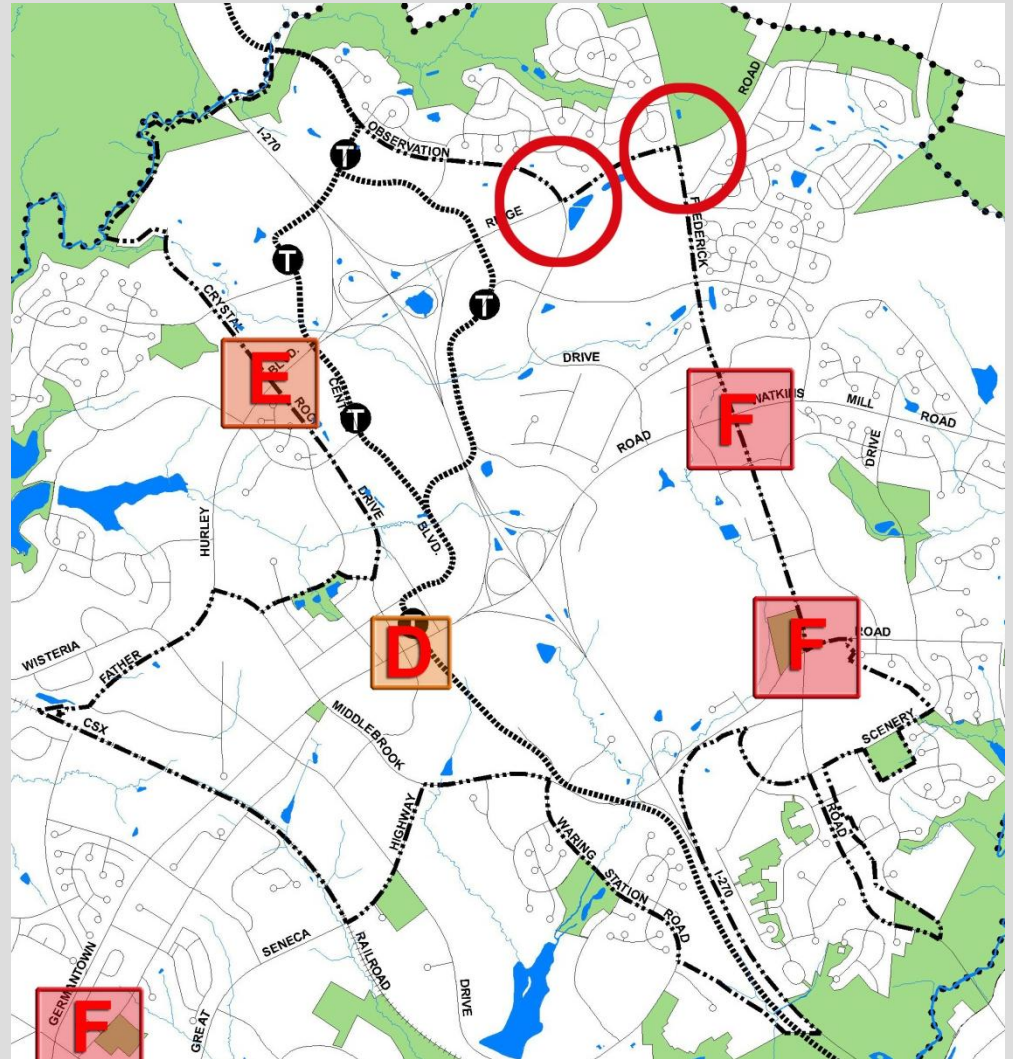 ROAD
I-270
OBSERVATION
T
RIDGE
FREDERICK
T
T
CRYSTAL
E
BLVD.
ROCK
DRIVE
T
F
WATKINS
MILL
ROAD
ROAD
DRIVE
DRIVE
BLVD.
HURLEY
D
F
ROAD
WISTERIA
FATHER
CSX
MIDDLEBROOK
SCENERY
HIGHWAY
WARING
STATION
ROAD
I-270
ROAD
SENECA
RAILROAD
DRIVE
GERMANTOWN
GREAT
F